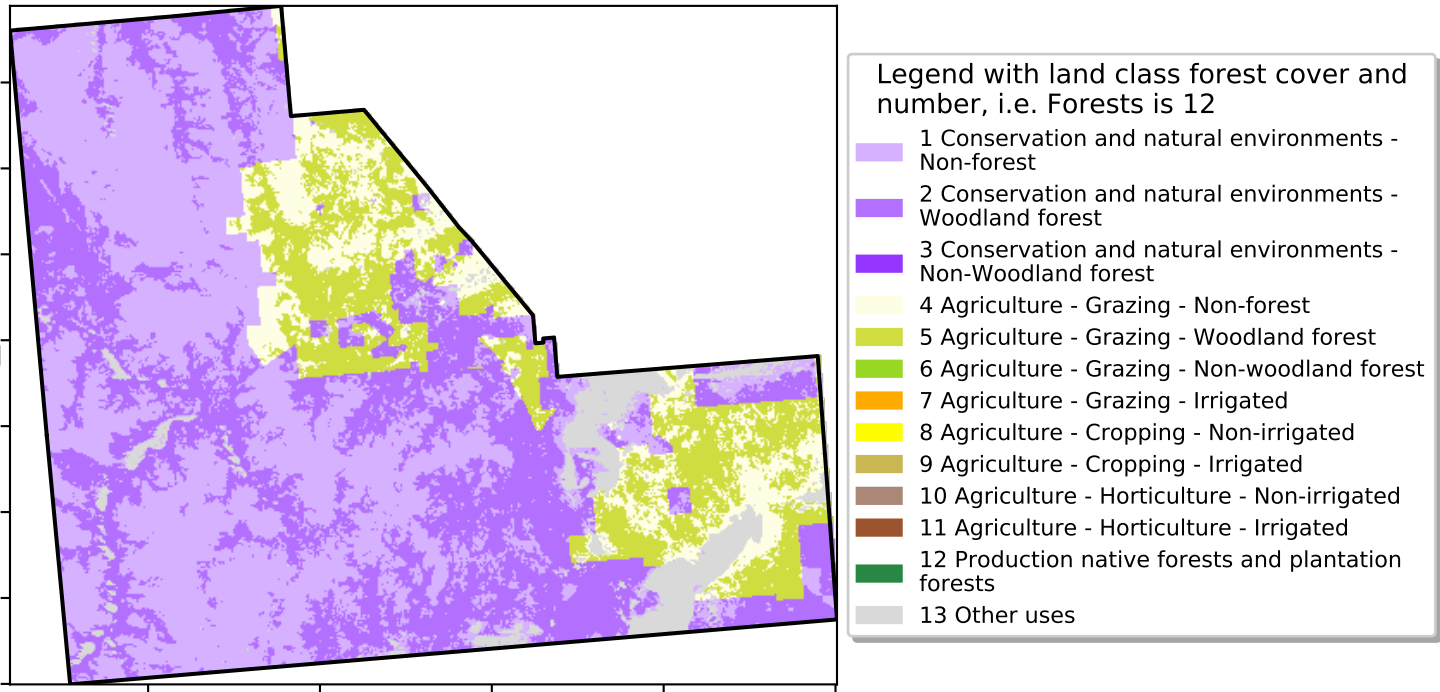 Legend with land class forest cover and
number, i.e. Forests is 12
1 Conservation and natural environments -
Non-forest
2 Conservation and natural environments -
Woodland forest
3 Conservation and natural environments -
Non-Woodland forest
4 Agriculture - Grazing - Non-forest
5 Agriculture - Grazing - Woodland forest
6 Agriculture - Grazing - Non-woodland forest
7 Agriculture - Grazing - Irrigated
8 Agriculture - Cropping - Non-irrigated
9 Agriculture - Cropping - Irrigated
10 Agriculture - Horticulture - Non-irrigated
11 Agriculture - Horticulture - Irrigated
12 Production native forests and plantation
forests
13 Other uses